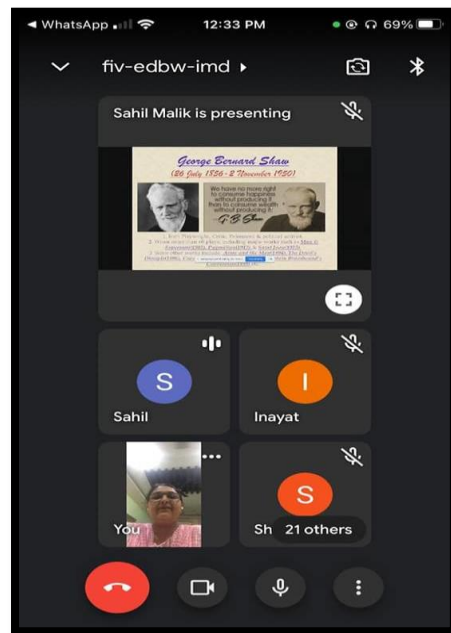 WhatsApp 12:33 PM 69%
fiv-edbw-imd
Sahil Malik is presenting
George Bernard Shaw
(26 July 1856 - 2 November 1950)
We have no more right
to consume happiness
without producing it
than to consume wealth
without producing it.
G.B. Shaw
S
Sahil
I
Inayat
You
S
Sh 21 others